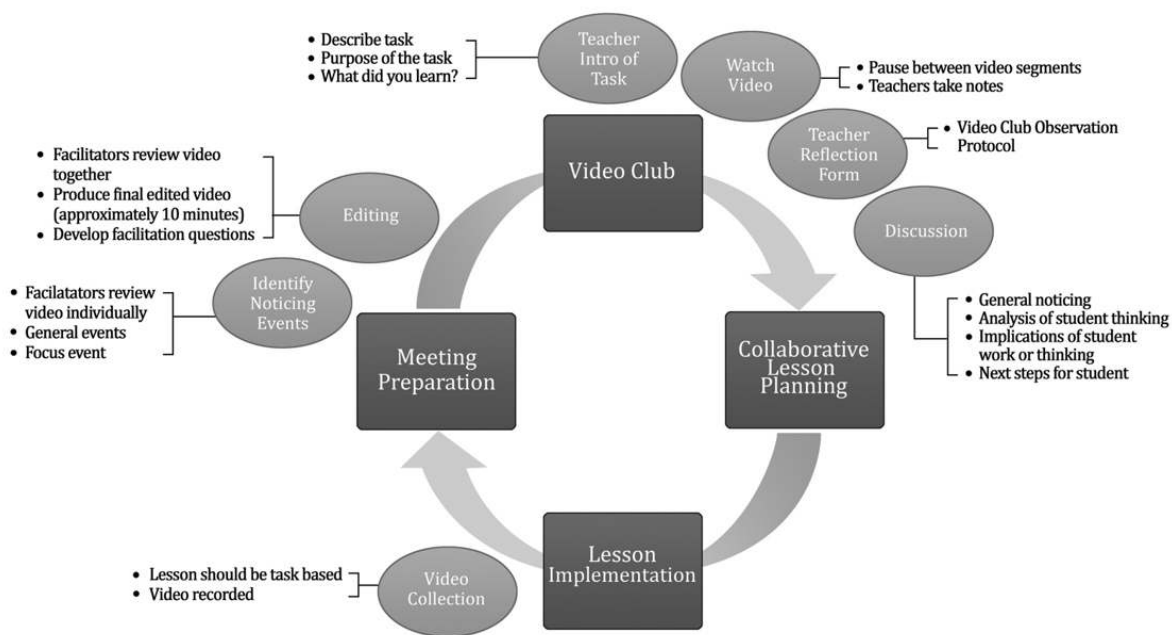 • Describe task
• Purpose of the task
• What did you learn?
Teacher
Intro of
Task
Watch
Video
• Pause between video segments
• Teachers take notes
Teacher
Reflection
Form
• Video Club Observation
Protocol
Discussion
• General noticing
• Analysis of student thinking
• Implications of student
work or thinking
• Next steps for student
Video Club
• Facilitators review video
together
• Produce final edited video
(approximately 10 minutes)
• Develop facilitation questions
Editing
• Facilatators review
video individually
• General events
• Focus event
Identify
Noticing
Events
Meeting
Preparation
Collaborative
Lesson
Planning
Lesson
Implementation
• Lesson should be task based
• Video recorded
Video
Collection